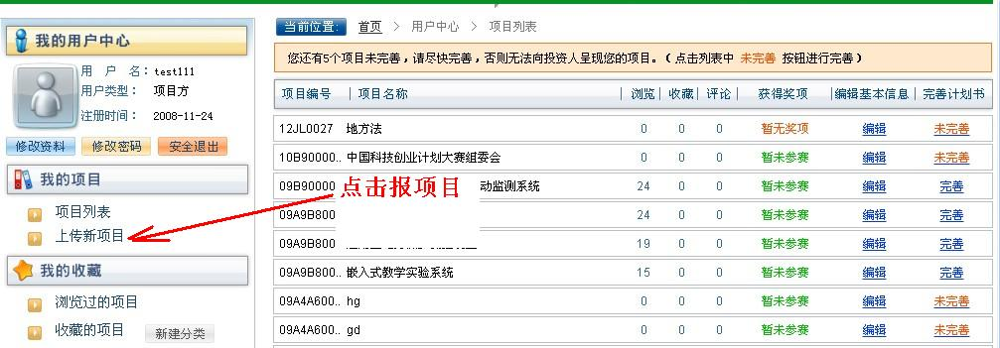 我的用户中心
用 户 名：test111
用户类型： 项目方
注册时间： 2008-11-24
修改资料 修改密码 安全退出
我的项目
项目列表
上传新项目
我的收藏
浏览过的项目
收藏的项目 新建分类
点击报项目
当前位置： 首页 > 用户中心 > 项目列表
您还有5个项目未完善，请尽快完善，否则无法向投资人呈现您的项目。（点击列表中 未完善 按钮进行完善）
项目编号 | 项目名称 | 浏览 | 收藏 | 评论 | 获得奖项 | 编辑基本信息 | 完善计划书
12JL0027 地方法 0 0 0 暂无奖项 编辑 未完善
10B90000.. 中国科技创业计划大赛组委会 0 0 0 暂未参赛 编辑 未完善
09B90000 动监测系统 24 0 0 暂未参赛 编辑 完善
09A9B800 24 0 0 暂未参赛 编辑 完善
09A9B800 19 0 0 暂未参赛 编辑 完善
09A9B800.. 嵌入式教学实验系统 15 0 0 暂未参赛 编辑 完善
09A4A600.. hg 0 0 0 暂未参赛 编辑 未完善
09A4A600.. gd 0 0 0 暂未参赛 编辑 未完善